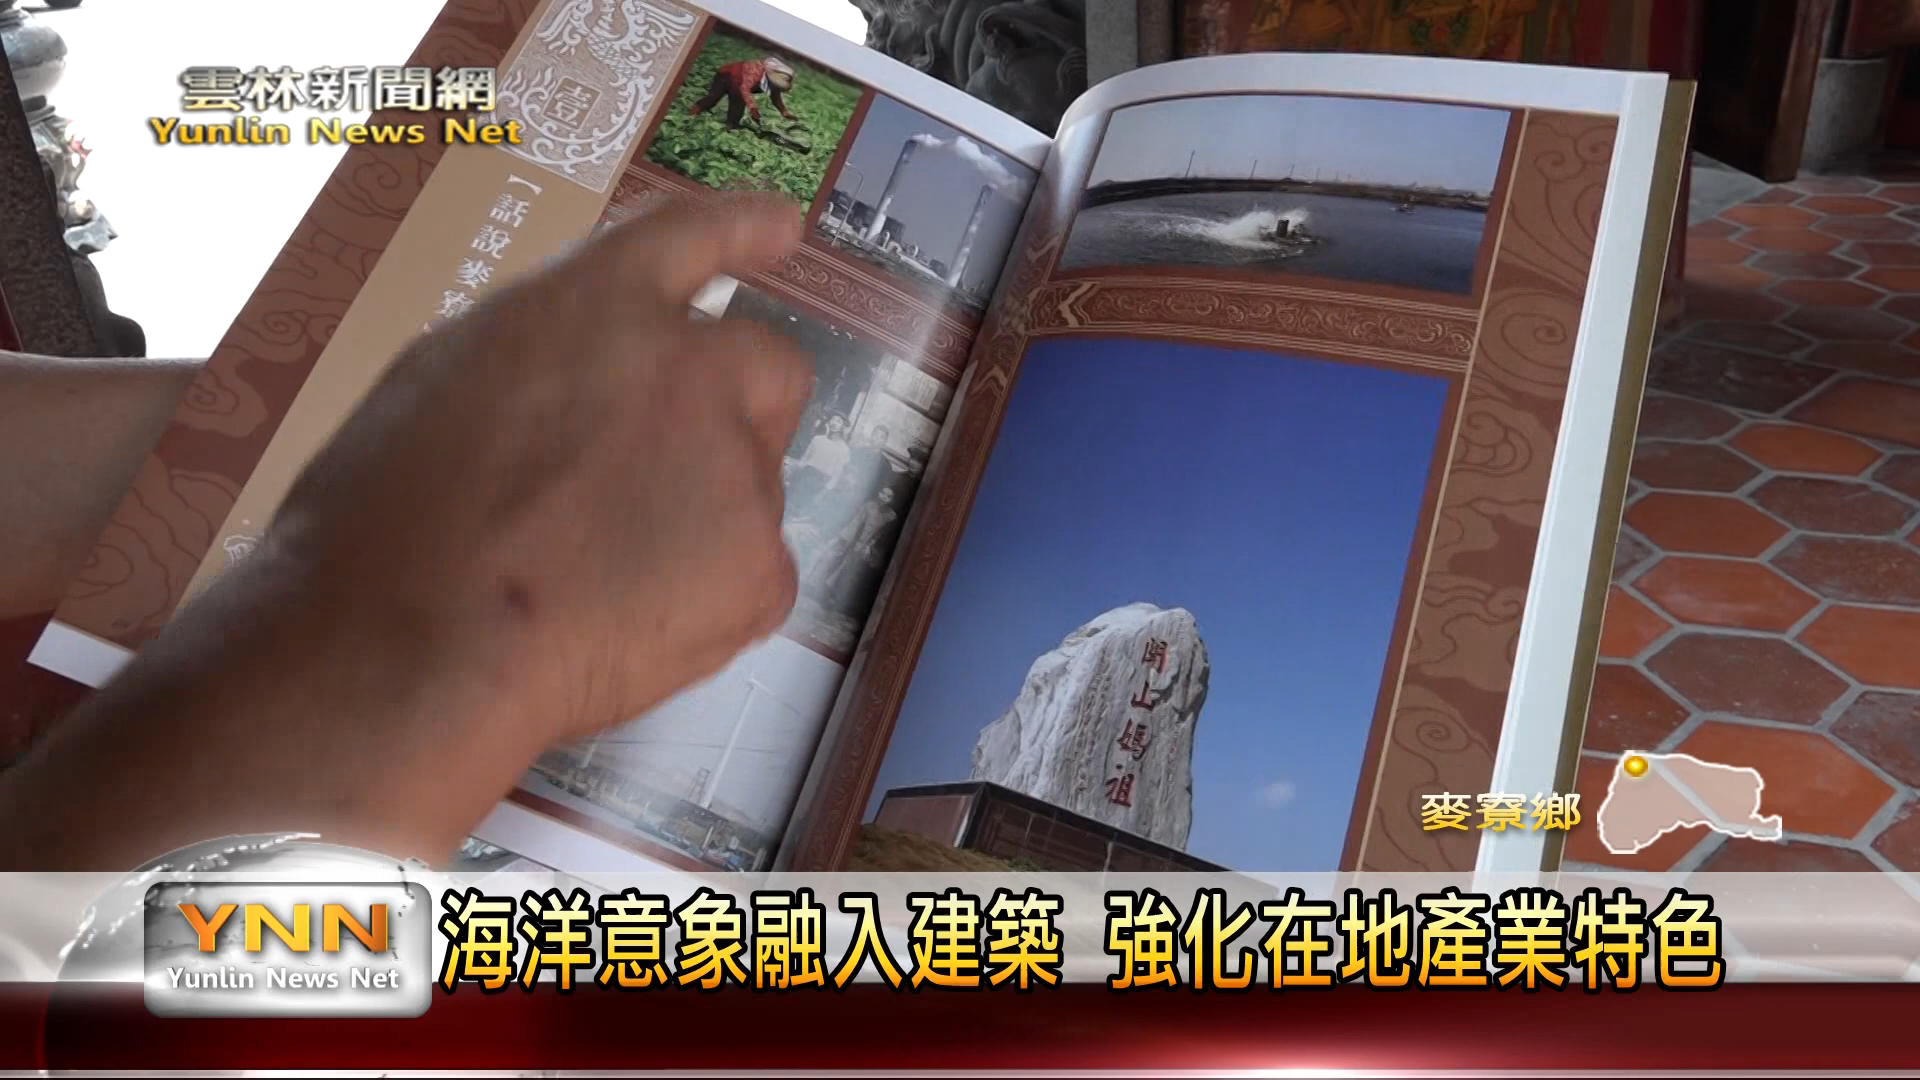 雲林新聞網
Yunlin News Net
壹
【話說麥寮
開山媽祖
麥寮鄉
YNN
Yunlin News Net
海洋意象融入建築 強化在地產業特色